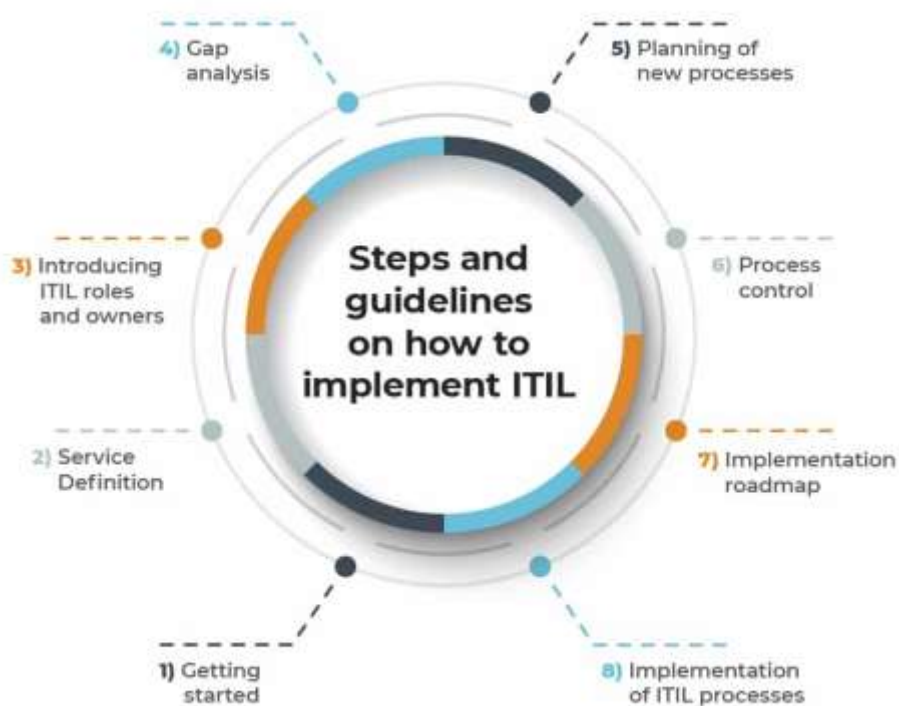 4) Gap
analysis
5) Planning of
new processes
3) Introducing
ITIL roles
and owners
Steps and
guidelines
on how to
implement ITIL
6) Process
control
2) Service
Definition
7) Implementation
roadmap
1) Getting
started
8) Implementation
of ITIL processes